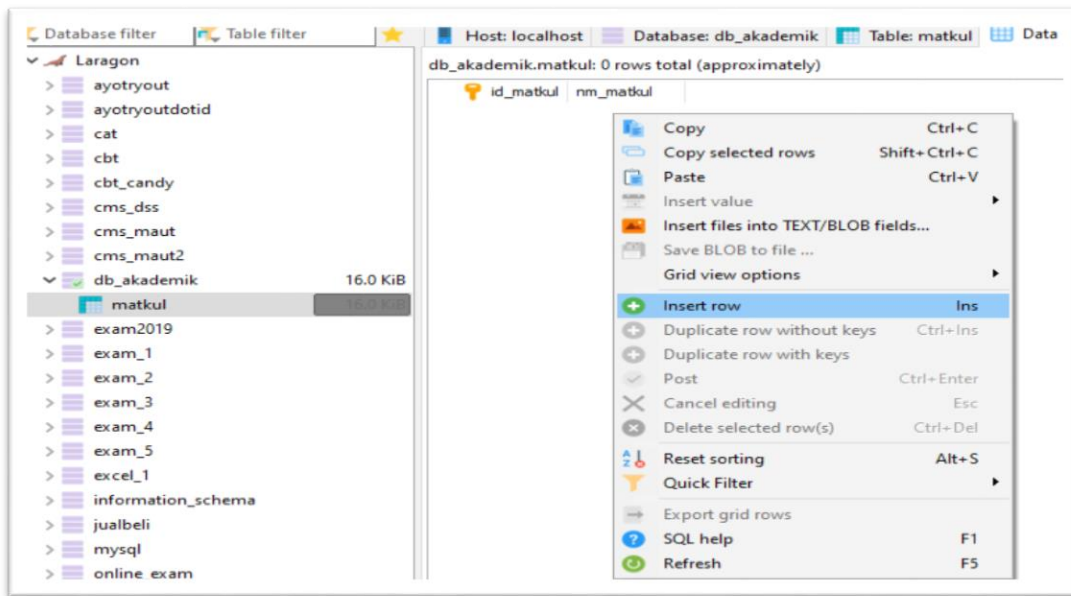 Database filter
Table filter
Laragon
ayotryout
ayotryoutdotid
cat
cbt
cbt_candy
cms_dss
cms_maut
cms_maut2
db_akademik 16.0 KiB
matkul 16.0 KiB
exam2019
exam_1
exam_2
exam_3
exam_4
exam_5
excel_1
information_schema
jualbeli
mysql
online_exam
Host: localhost
Database: db_akademik
Table: matkul
Data
db_akademik.matkul: 0 rows total (approximately)
id_matkul nm_matkul
Copy Ctrl+C
Copy selected rows Shift+Ctrl+C
Paste Ctrl+V
Insert value
Insert files into TEXT/BLOB fields...
Save BLOB to file ...
Grid view options
Insert row Ins
Duplicate row without keys Ctrl+Ins
Duplicate row with keys
Post Ctrl+Enter
Cancel editing Esc
Delete selected row(s) Ctrl+Del
Reset sorting Alt+S
Quick Filter
Export grid rows
SQL help F1
Refresh F5